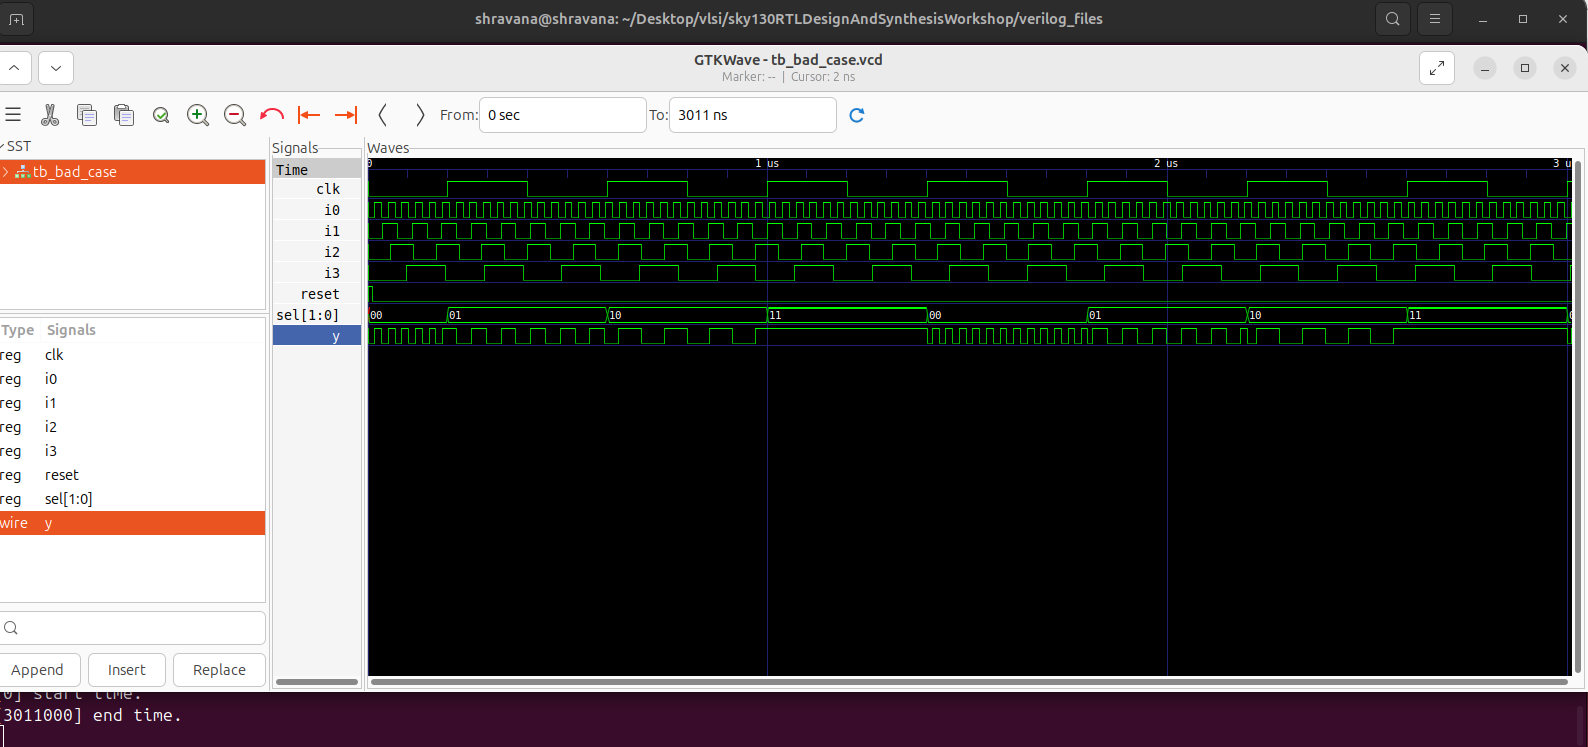 shravana@shravana: ~/Desktop/vlsi/sky130RTLDesignAndSynthesisWorkshop/verilog_files
GTKWave - tb_bad_case.vcd
Marker: -- | Cursor: 2 ns
From: 0 sec To: 3011 ns
SST
tb_bad_case
Type Signals
reg clk
reg i0
reg i1
reg i2
reg i3
reg reset
reg sel[1:0]
wire y
Append Insert Replace
Signals
Time
clk
i0
i1
i2
i3
reset
sel[1:0]
y
Waves
0 1 us 2 us 3 u
00 01 10 11 00 01 10 11 0
[0] start time.
[3011000] end time.